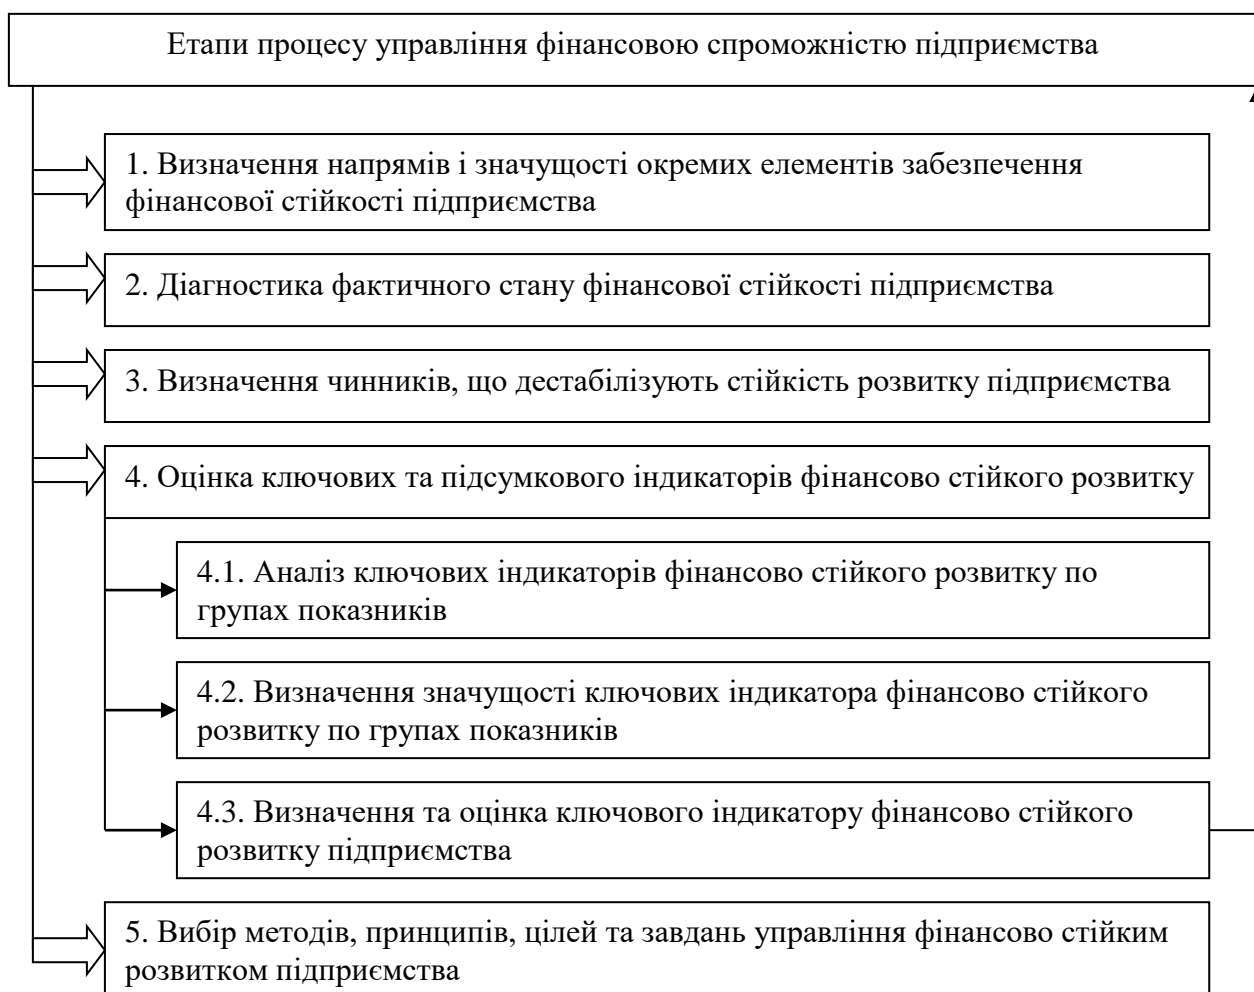 Етапи процесу управління фінансовою спроможністю підприємства
1. Визначення напрямів і значущості окремих елементів забезпечення
фінансової стійкості підприємства
2. Діагностика фактичного стану фінансової стійкості підприємства
3. Визначення чинників, що дестабілізують стійкість розвитку підприємства
4. Оцінка ключових та підсумкового індикаторів фінансово стійкого розвитку
4.1. Аналіз ключових індикаторів фінансово стійкого розвитку по
групах показників
4.2. Визначення значущості ключових індикатора фінансово стійкого
розвитку по групах показників
4.3. Визначення та оцінка ключового індикатору фінансово стійкого
розвитку підприємства
5. Вибір методів, принципів, цілей та завдань управління фінансово стійким
розвитком підприємства